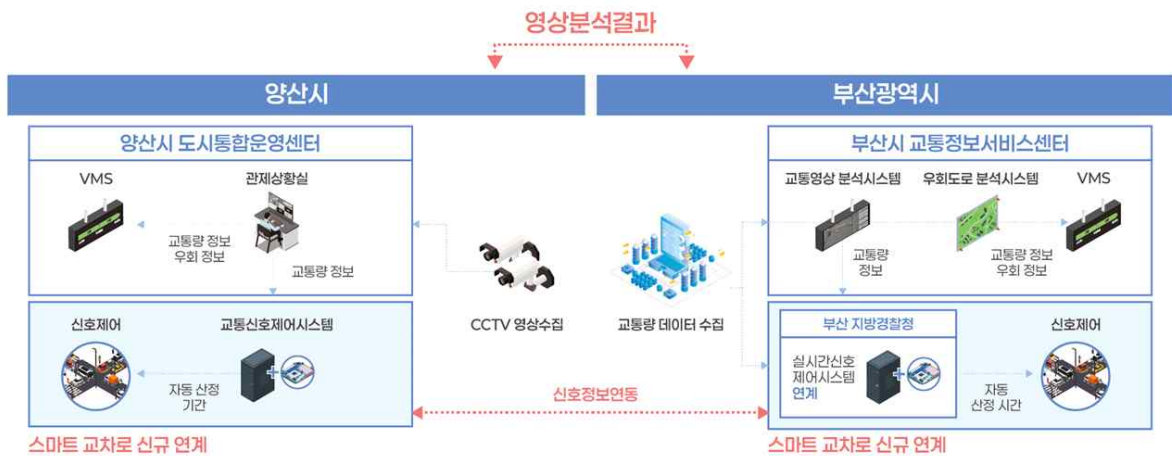 영상분석결과
양산시
양산시 도시통합운영센터
VMS
관제상황실
교통량 정보
우회 정보
교통량 정보
신호제어
교통신호제어시스템
자동 산정
기간
스마트 교차로 신규 연계
CCTV 영상수집
교통량 데이터 수집
신호정보연동
부산광역시
부산시 교통정보서비스센터
교통영상 분석시스템
우회도로 분석시스템
VMS
교통량
정보
교통량 정보
우회 정보
부산 지방경찰청
실시간신호
제어시스템
연계
신호제어
자동
산정 시간
스마트 교차로 신규 연계